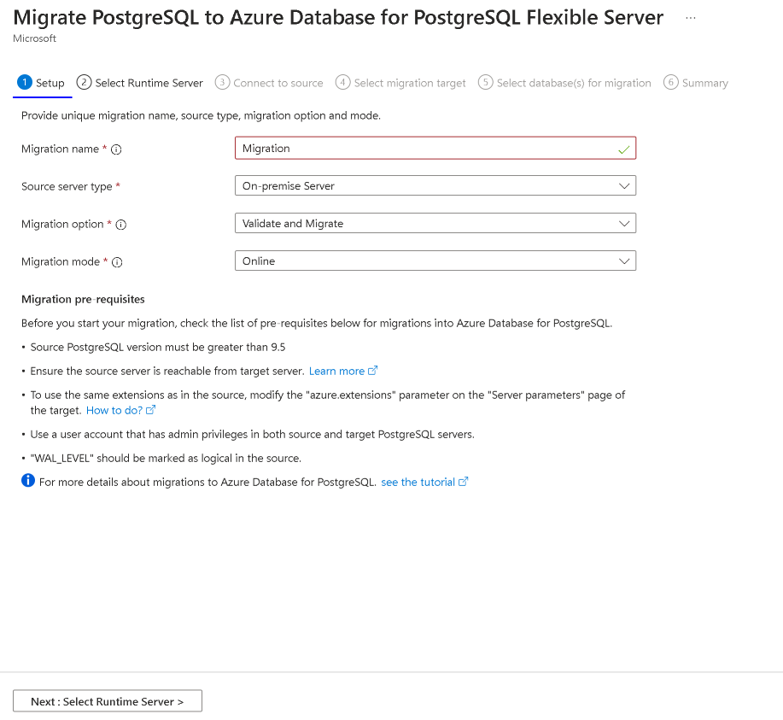 Migrate PostgreSQL to Azure Database for PostgreSQL Flexible Server ...
Microsoft
1 Setup 2 Select Runtime Server 3 Connect to source 4 Select migration target 5 Select database(s) for migration 6 Summary
Provide unique migration name, source type, migration option and mode.
Migration name * Migration
Source server type * On-premise Server
Migration option * Validate and Migrate
Migration mode * Online
Migration pre-requisites
Before you start your migration, check the list of pre-requisites below for migrations into Azure Database for PostgreSQL.
• Source PostgreSQL version must be greater than 9.5
• Ensure the source server is reachable from target server. Learn more
• To use the same extensions as in the source, modify the "azure.extensions" parameter on the "Server parameters" page of
the target. How to do?
• Use a user account that has admin privileges in both source and target PostgreSQL servers.
• "WAL_LEVEL" should be marked as logical in the source.
For more details about migrations to Azure Database for PostgreSQL. see the tutorial
Next : Select Runtime Server >